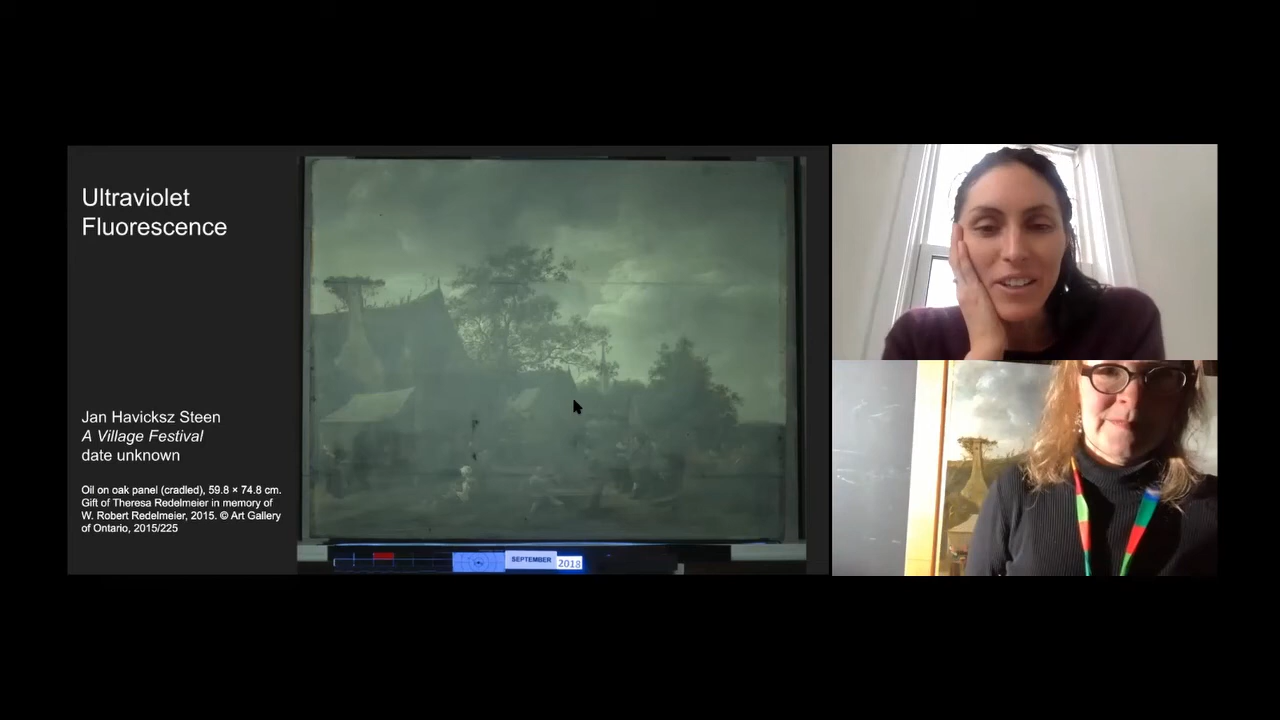 Ultraviolet
Fluorescence
Jan Havicksz Steen
A Village Festival
date unknown
Oil on oak panel (cradled), 59.8 × 74.8 cm.
Gift of Theresa Redelmeier in memory of
W. Robert Redelmeier, 2015. © Art Gallery
of Ontario, 2015/225
SEPTEMBER 2018